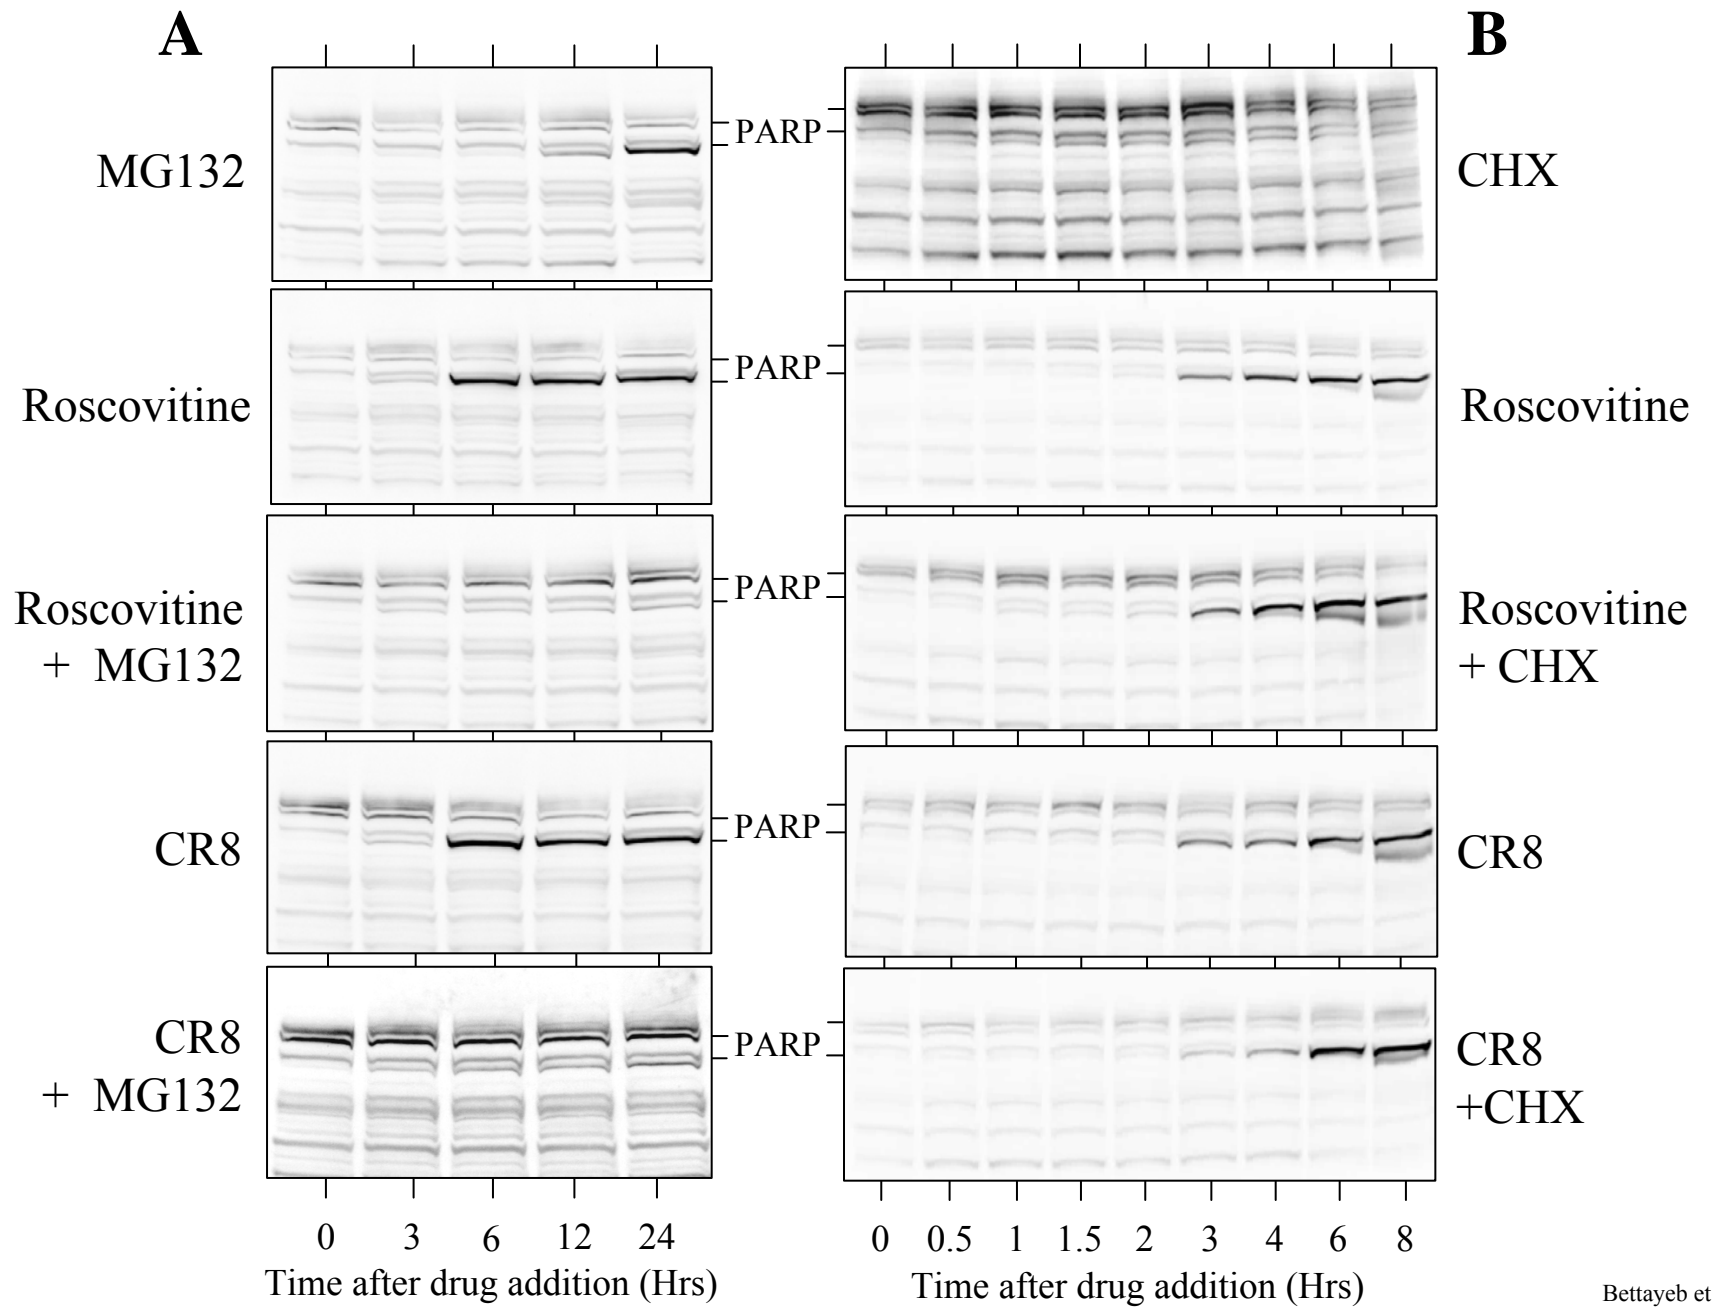 A
B
MG132
PARP
CHX
Roscovitine
PARP
Roscovitine
Roscovitine
+ MG132
PARP
Roscovitine
+ CHX
CR8
PARP
CR8
CR8
+ MG132
PARP
CR8
+CHX
0 3 6 12 24
Time after drug addition (Hrs)
0 0.5 1 1.5 2 3 4 6 8
Time after drug addition (Hrs)
Bettayeb et